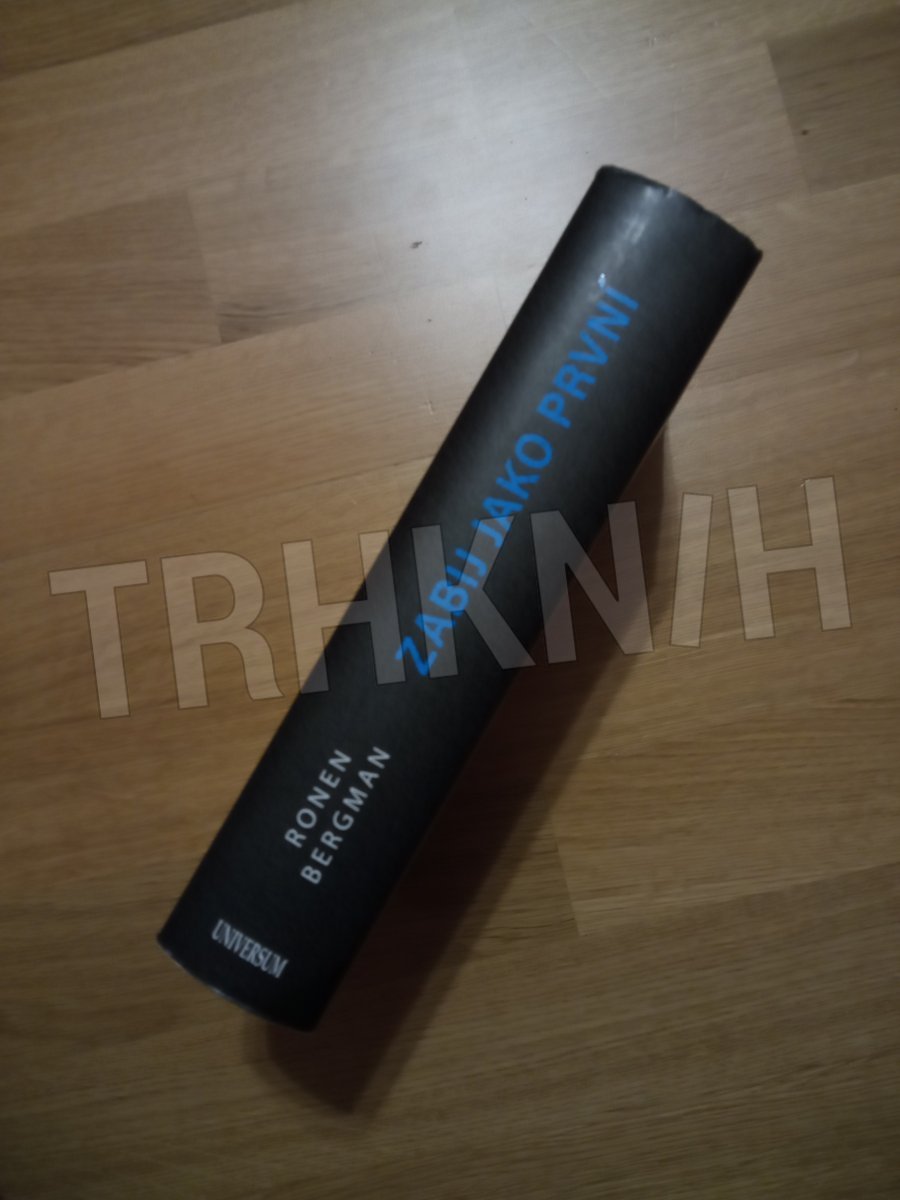 ZABIJ JAKO PRVNÍ
RONEN
BERGMAN
UNIVERSUM
TRHKNIH